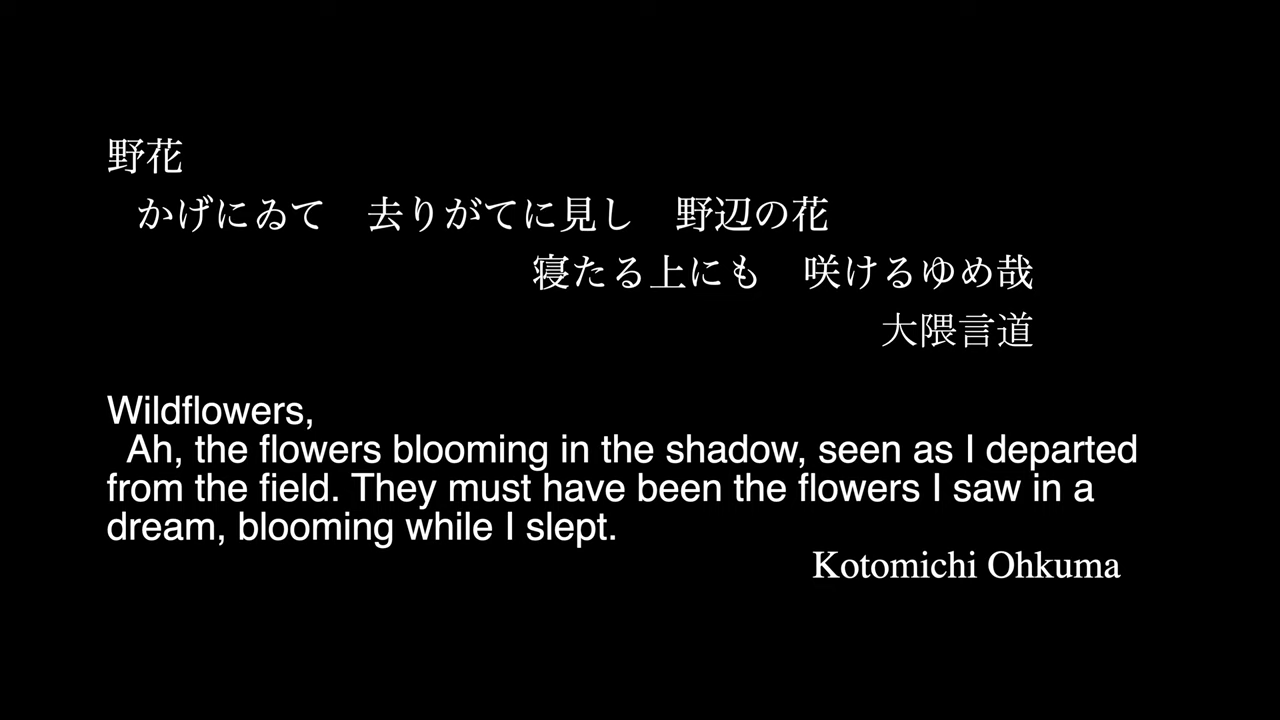 野花
かげにゐて　去りがてに見し　野辺の花
寝たる上にも　咲けるゆめ哉
大隈言道
Wildflowers,
Ah, the flowers blooming in the shadow, seen as I departed
from the field. They must have been the flowers I saw in a
dream, blooming while I slept.
Kotomichi Ohkuma